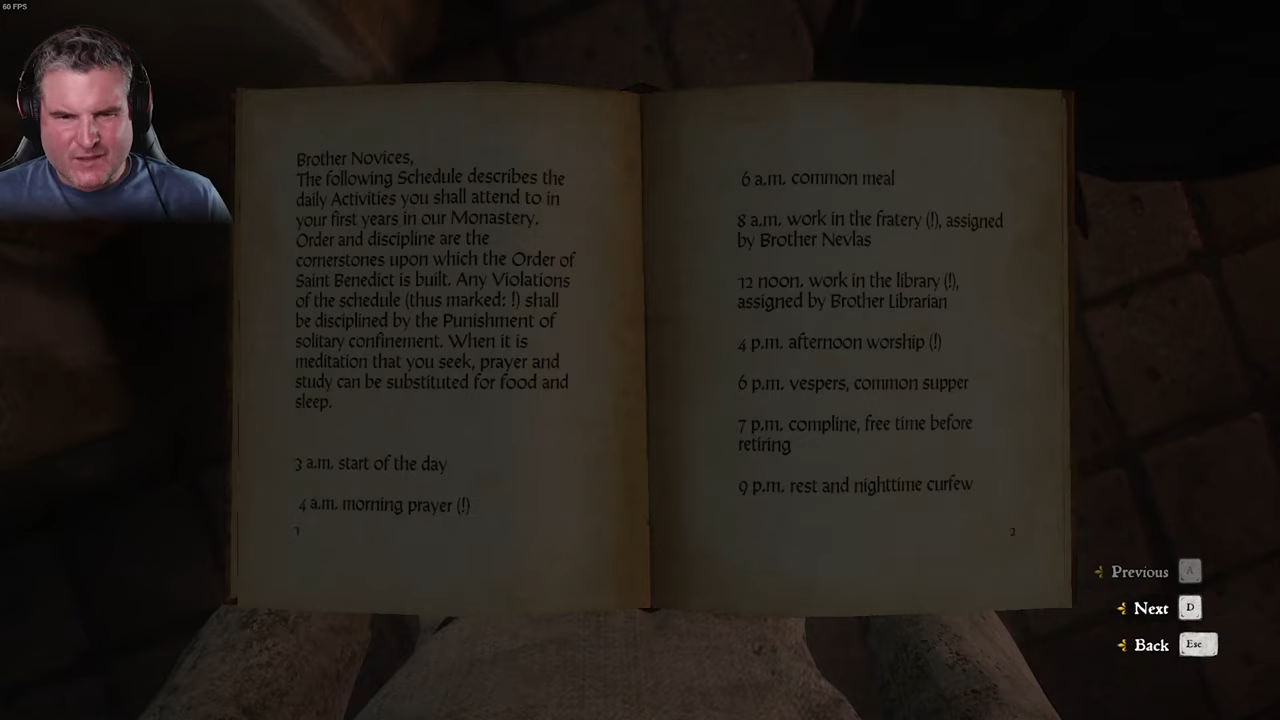 60 FPS
Brother Novices,
The following Schedule describes the
daily Activities you shall attend to in
your first years in our Monastery.
Order and discipline are the
cornerstones upon which the Order of
Saint Benedict is built. Any Violations
of the schedule (thus marked: !) shall
be disciplined by the Punishment of
solitary confinement. When it is
meditation that you seek, prayer and
study can be substituted for food and
sleep.
3 a.m. start of the day
4 a.m. morning prayer (!)
1
6 a.m. common meal
8 a.m. work in the fratery (!), assigned
by Brother Nevlas
12 noon. work in the library (!),
assigned by Brother Librarian
4 p.m. afternoon worship (!)
6 p.m. vespers, common supper
7 p.m. compline, free time before
retiring
9 p.m. rest and nighttime curfew
2
Previous A
Next D
Back Esc